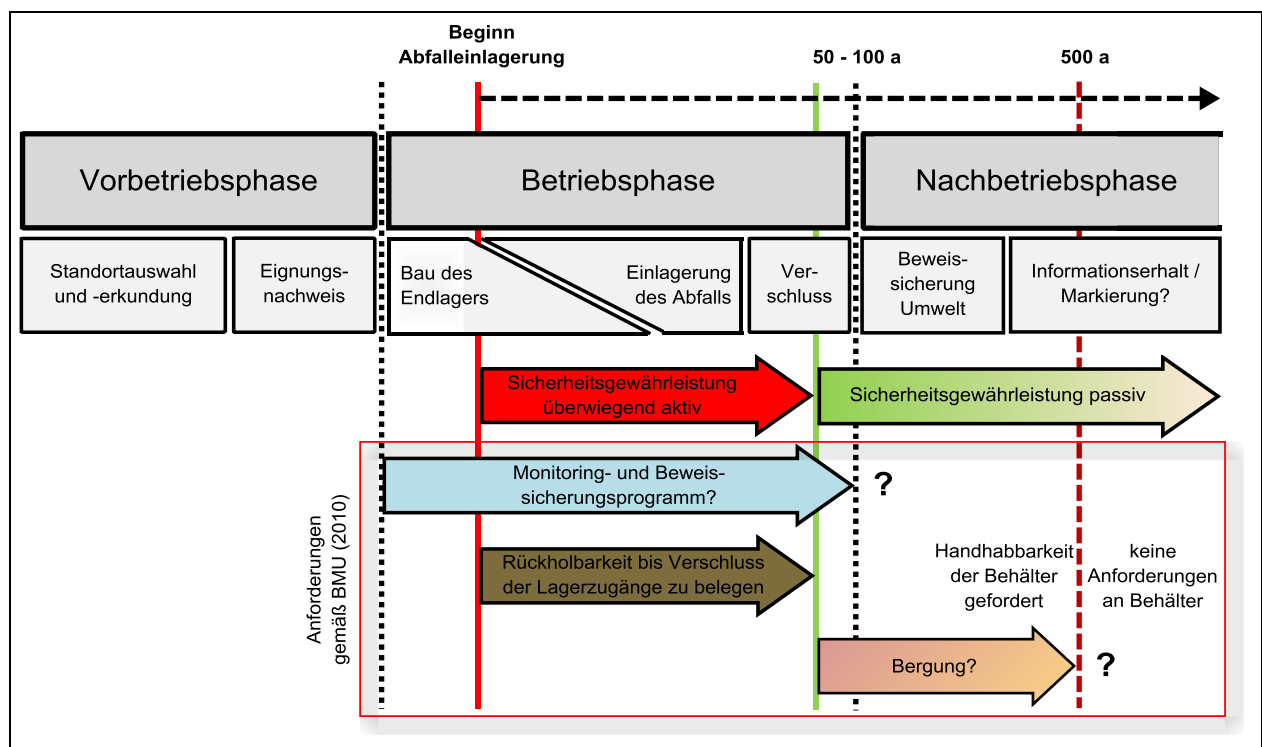 Beginn
Abfalleinlagerung
50 - 100 a
500 a
Vorbetriebsphase
Betriebsphase
Nachbetriebsphase
Standortauswahl
und -erkundung
Eignungs-
nachweis
Bau des
Endlagers
Einlagerung
des Abfalls
Ver-
schluss
Beweis-
sicherung
Umwelt
Informationserhalt /
Markierung?
Sicherheitsgewährleistung
überwiegend aktiv
Sicherheitsgewährleistung passiv
Anforderungen
gemäß BMU (2010)
Monitoring- und Beweis-
sicherungsprogramm?
?
Rückholbarkeit bis Verschluss
der Lagerzugänge zu belegen
Handhabbarkeit
der Behälter
gefordert
keine
Anforderungen
an Behälter
Bergung?
?